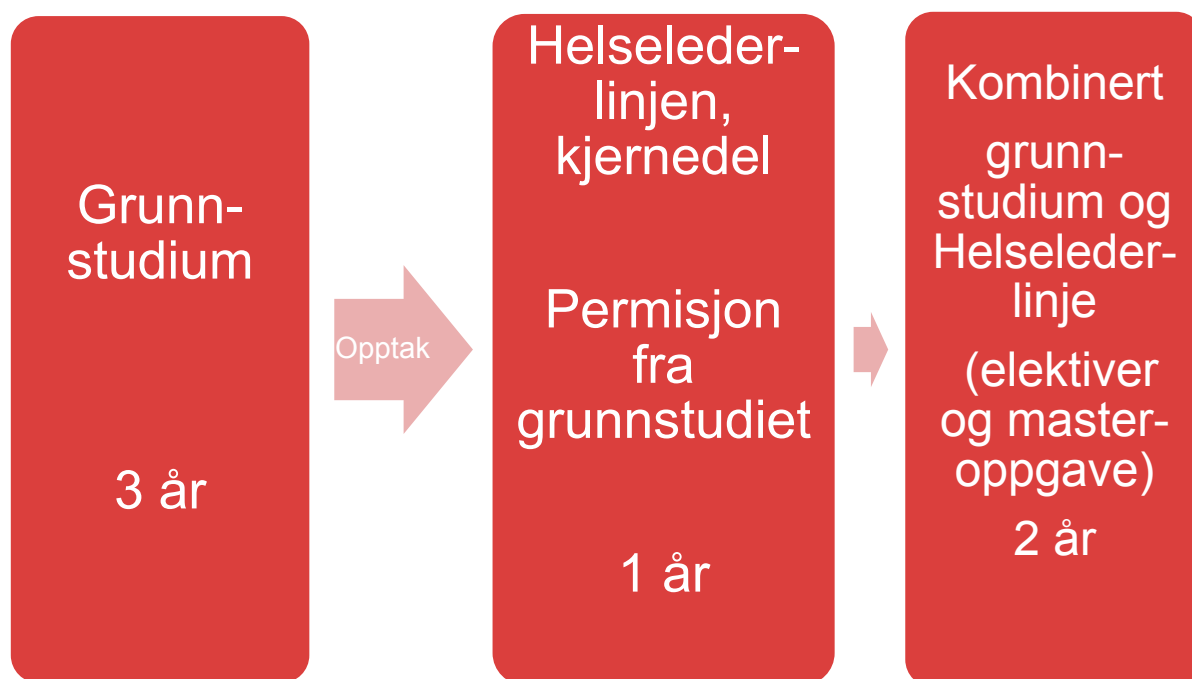 Grunn-
studium
3 år
Opptak
Helseleder-
linjen,
kjernedel
Permisjon
fra
grunnstudiet
1 år
Kombinert
grunn-
studium og
Helseleder-
linje
(elektiver
og master-
oppgave)
2 år